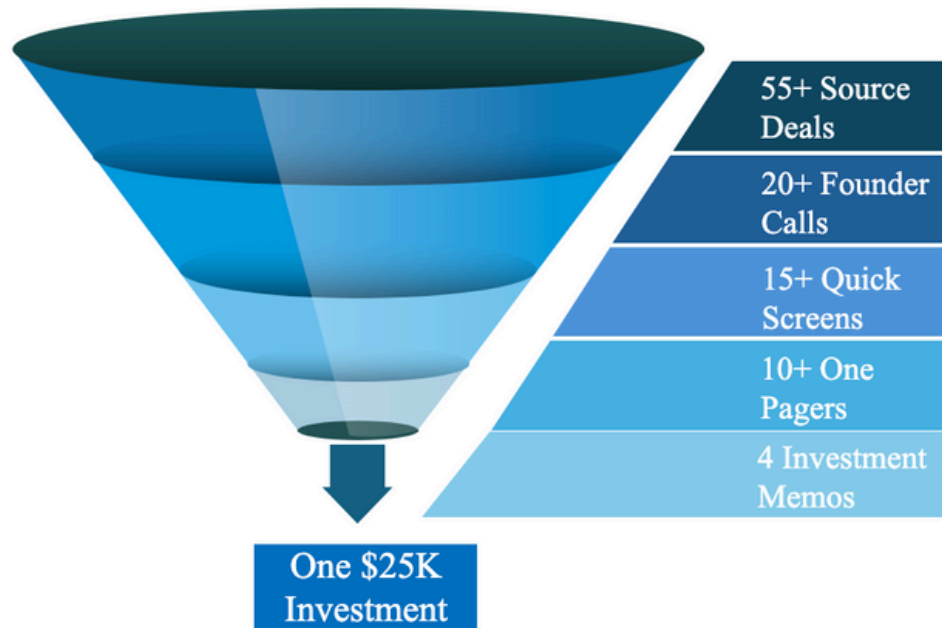 55+ Source
Deals
20+ Founder
Calls
15+ Quick
Screens
10+ One
Pagers
4 Investment
Memos
One $25K
Investment